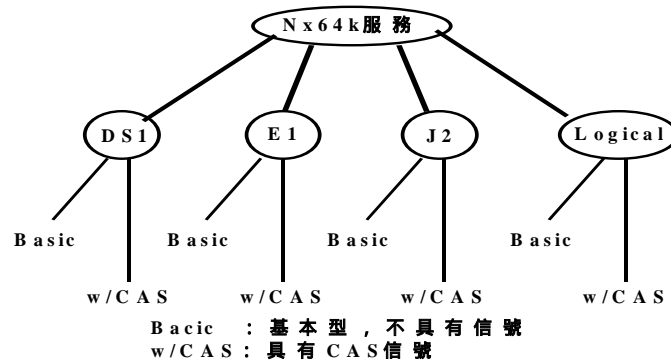 Nx64k服務
DS1 E1 J2 Logical
Basic Basic Basic Basic
w/CAS w/CAS w/CAS w/CAS
Bacic : 基本型,不具有信號
w/CAS: 具有CAS信號